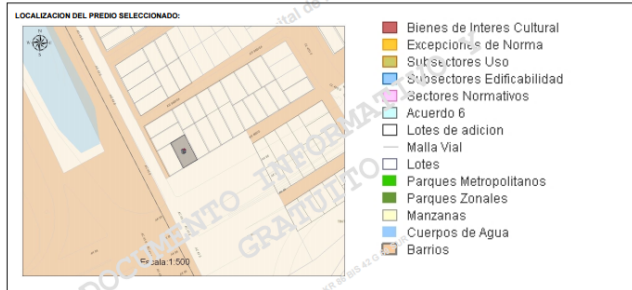 LOCALIZACION DEL PREDIO SELECCIONADO:
Escala:1:500
Bienes de Interes Cultural
Excepciones de Norma
Subsectores Uso
Subsectores Edificabilidad
Sectores Normativos
Acuerdo 6
Lotes de adicion
Malla Vial
Lotes
Parques Metropolitanos
Parques Zonales
Manzanas
Cuerpos de Agua
Barrios
DOCUMENTO INFORMATIVO Y
GRATUITO